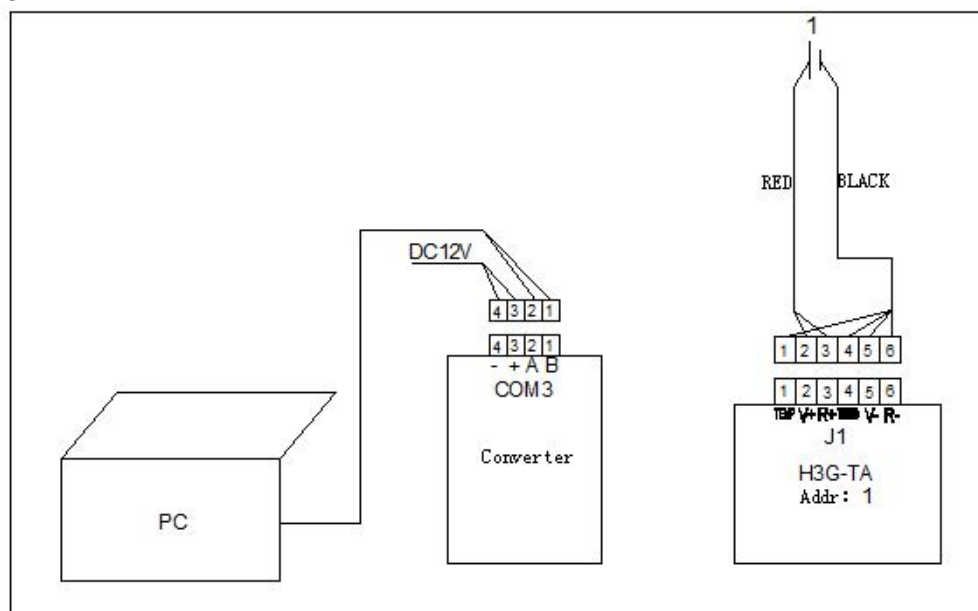 1
RED
BLACK
DC12V
4 3 2 1
4 3 2 1
- + A B
COM3
Converter
PC
1 2 3 4 5 6
1 2 3 4 5 6
V+ R+ V- R-
J1
H3G-TA
Addr: 1